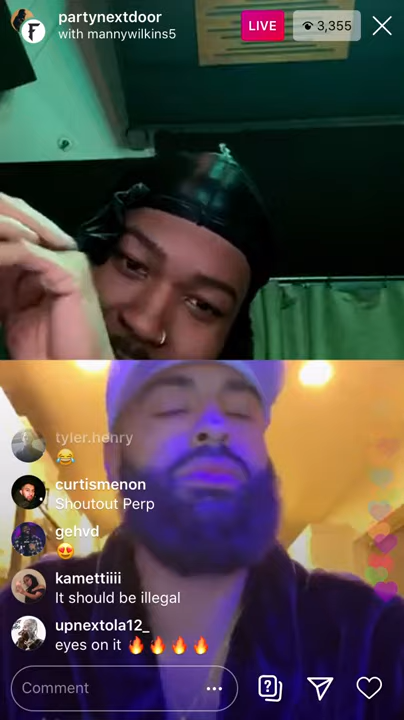 partynextdoor
with mannywilkins5
LIVE
3,355
tyler.henry
😂
curtismenon
Shoutout Perp
gehvd
😍
kamettiiii
It should be illegal
upnextola12_
eyes on it 🔥🔥🔥🔥
Comment